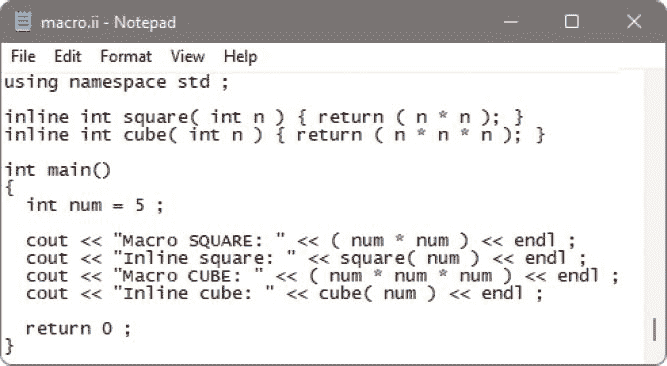 macro.ii - Notepad
File Edit Format View Help
using namespace std ;
inline int square( int n ) { return ( n * n ); }
inline int cube( int n ) { return ( n * n * n ); }
int main()
{
  int num = 5 ;
  cout << "Macro SQUARE: " << ( num * num ) << endl ;
  cout << "Inline square: " << square( num ) << endl ;
  cout << "Macro CUBE: " << ( num * num * num ) << endl ;
  cout << "Inline cube: " << cube( num ) << endl ;
  return 0 ;
}